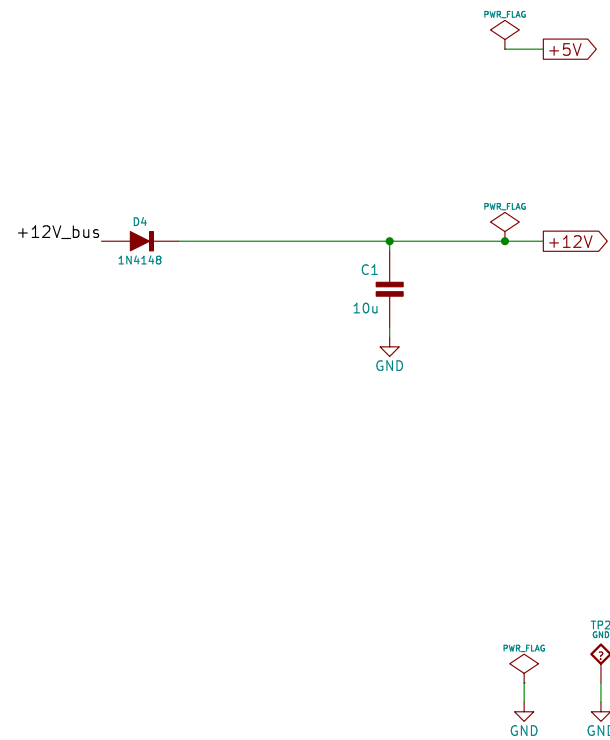 PWR_FLAG
+5V
PWR_FLAG
D4
+12V_bus
+12V
1N4148
C1
10u
GND
TP2
GND
PWR_FLAG
?
GND
GND